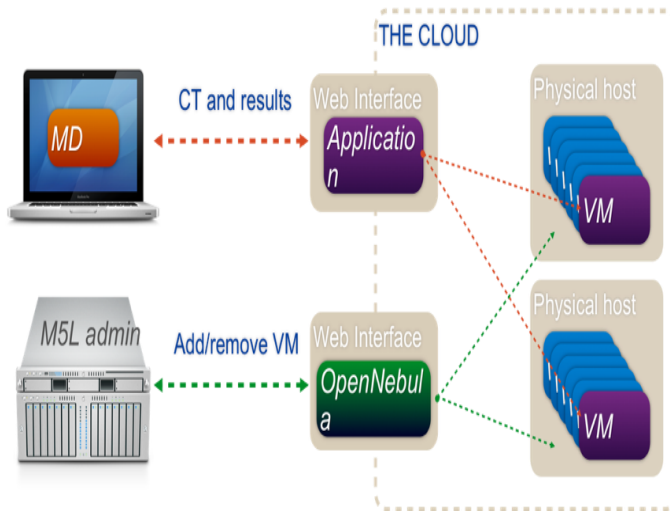 THE CLOUD
CT and results
Web Interface
Physical host
MD
Applicatio
n
VM
M5L admin
Add/remove VM
Web Interface
Physical host
OpenNebul
a
VM